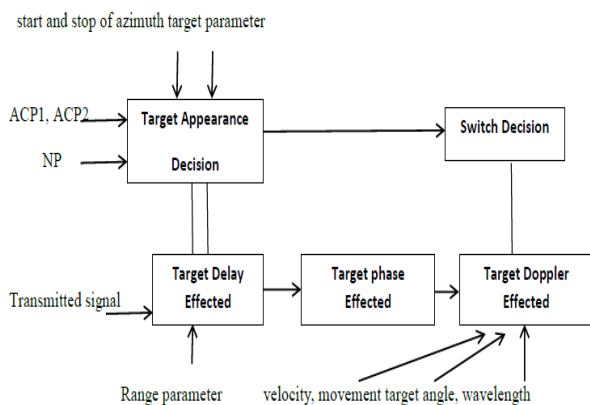 start and stop of azimuth target parameter
ACP1, ACP2
Target Appearance
Decision
Switch Decision
NP
Target Delay
Effected
Target phase
Effected
Target Doppler
Effected
Transmitted signal
Range parameter
velocity, movement target angle, wavelength